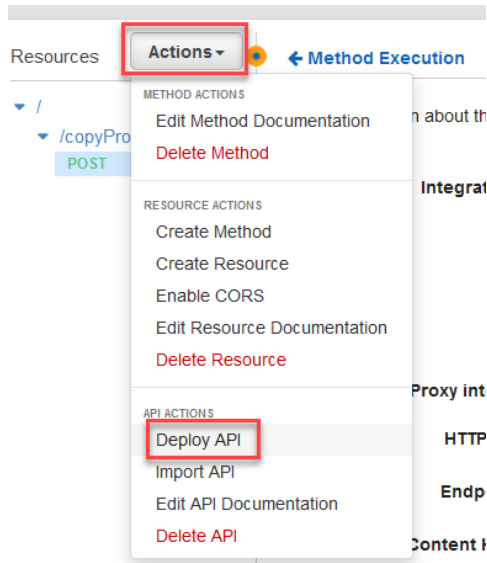 Resources
Actions
Method Execution
METHOD ACTIONS
Edit Method Documentation
Delete Method
RESOURCE ACTIONS
Create Method
Create Resource
Enable CORS
Edit Resource Documentation
Delete Resource
API ACTIONS
Deploy API
Import API
Edit API Documentation
Delete API
/
/copyPro
POST
n about th
Integrat
Proxy int
HTTP
Endp
Content H